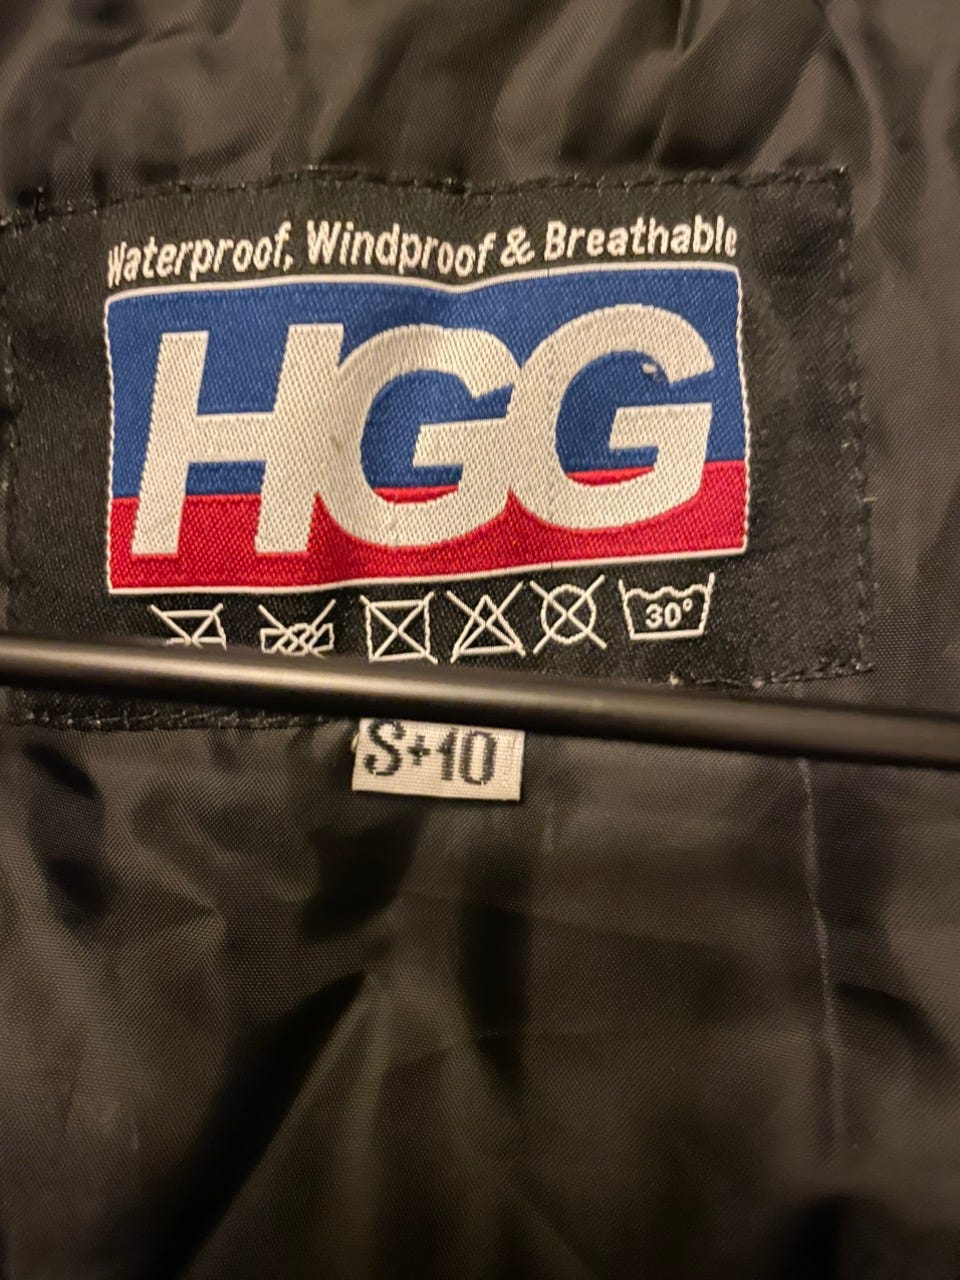 Waterproof, Windproof & Breathable
HGG
30°
S+10